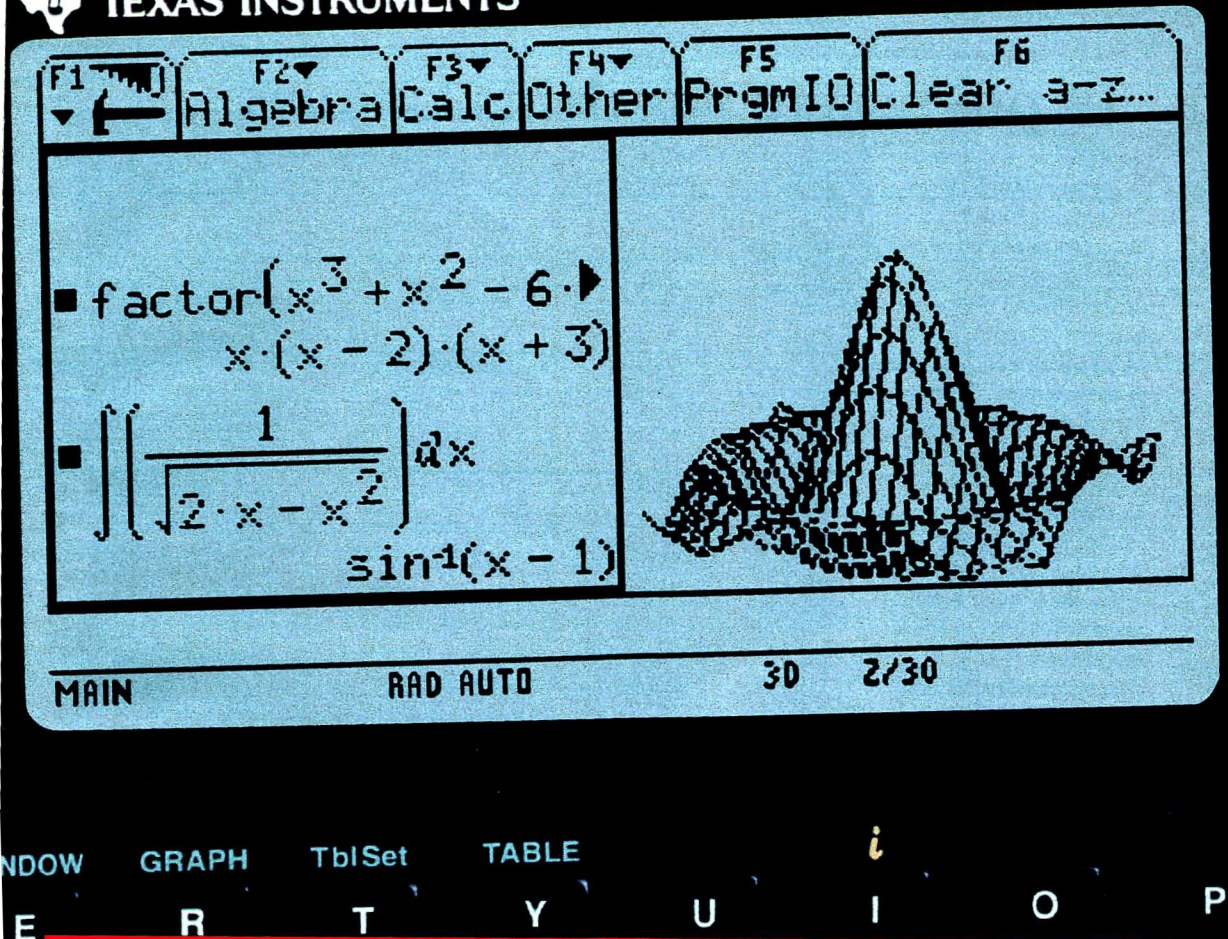 TEXAS INSTRUMENTS
F1 F2 F3 F4 F5 F6
Algebra Calc Other PrgmIO Clear a-z...
factor(x³ + x² - 6·
x·(x - 2)·(x + 3)
∫(1/√(2·x - x²))dx
sin⁻¹(x - 1)
MAIN RAD AUTO 3D 2/30
NDOW GRAPH TblSet TABLE i
E R T Y U I O P